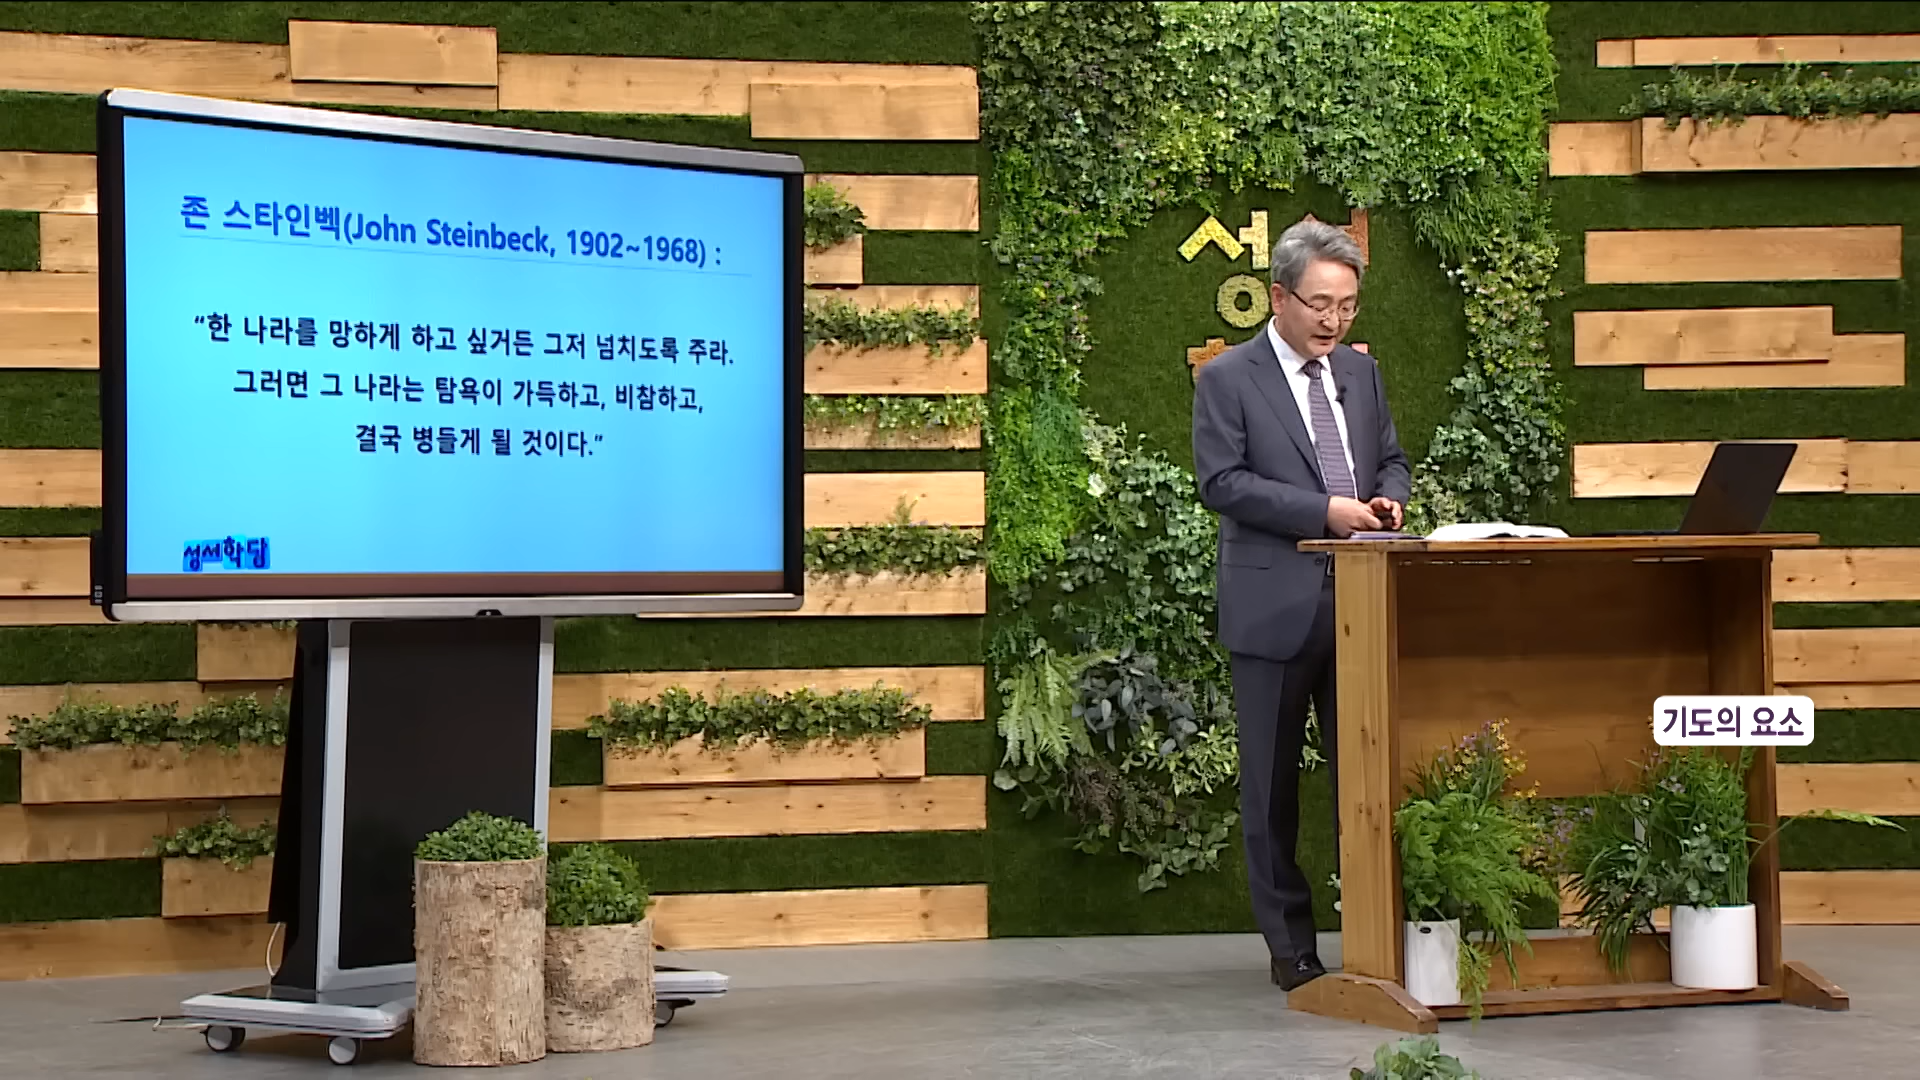 존 스타인벡(John Steinbeck, 1902~1968) :
“한 나라를 망하게 하고 싶거든 그저 넘치도록 주라.
그러면 그 나라는 탐욕이 가득하고, 비참하고,
결국 병들게 될 것이다.”
성서학당
성
기도의 요소